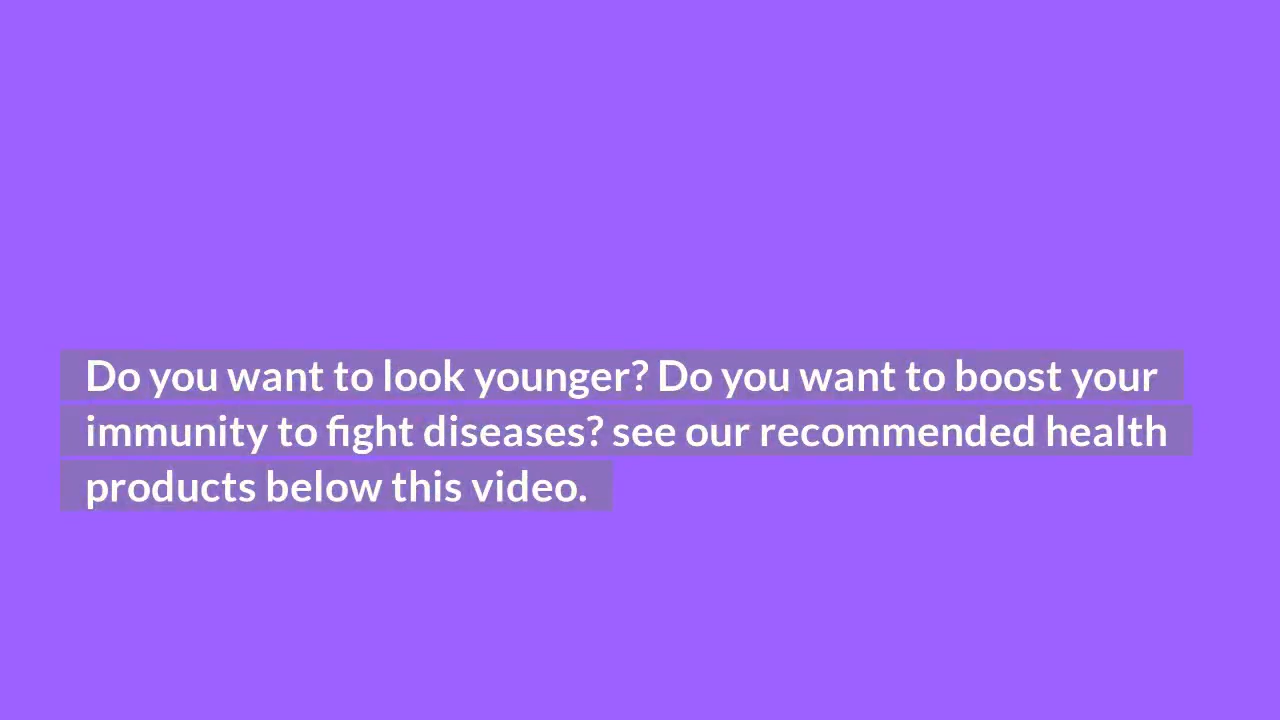 Do you want to look younger? Do you want to boost your
immunity to fight diseases? see our recommended health
products below this video.